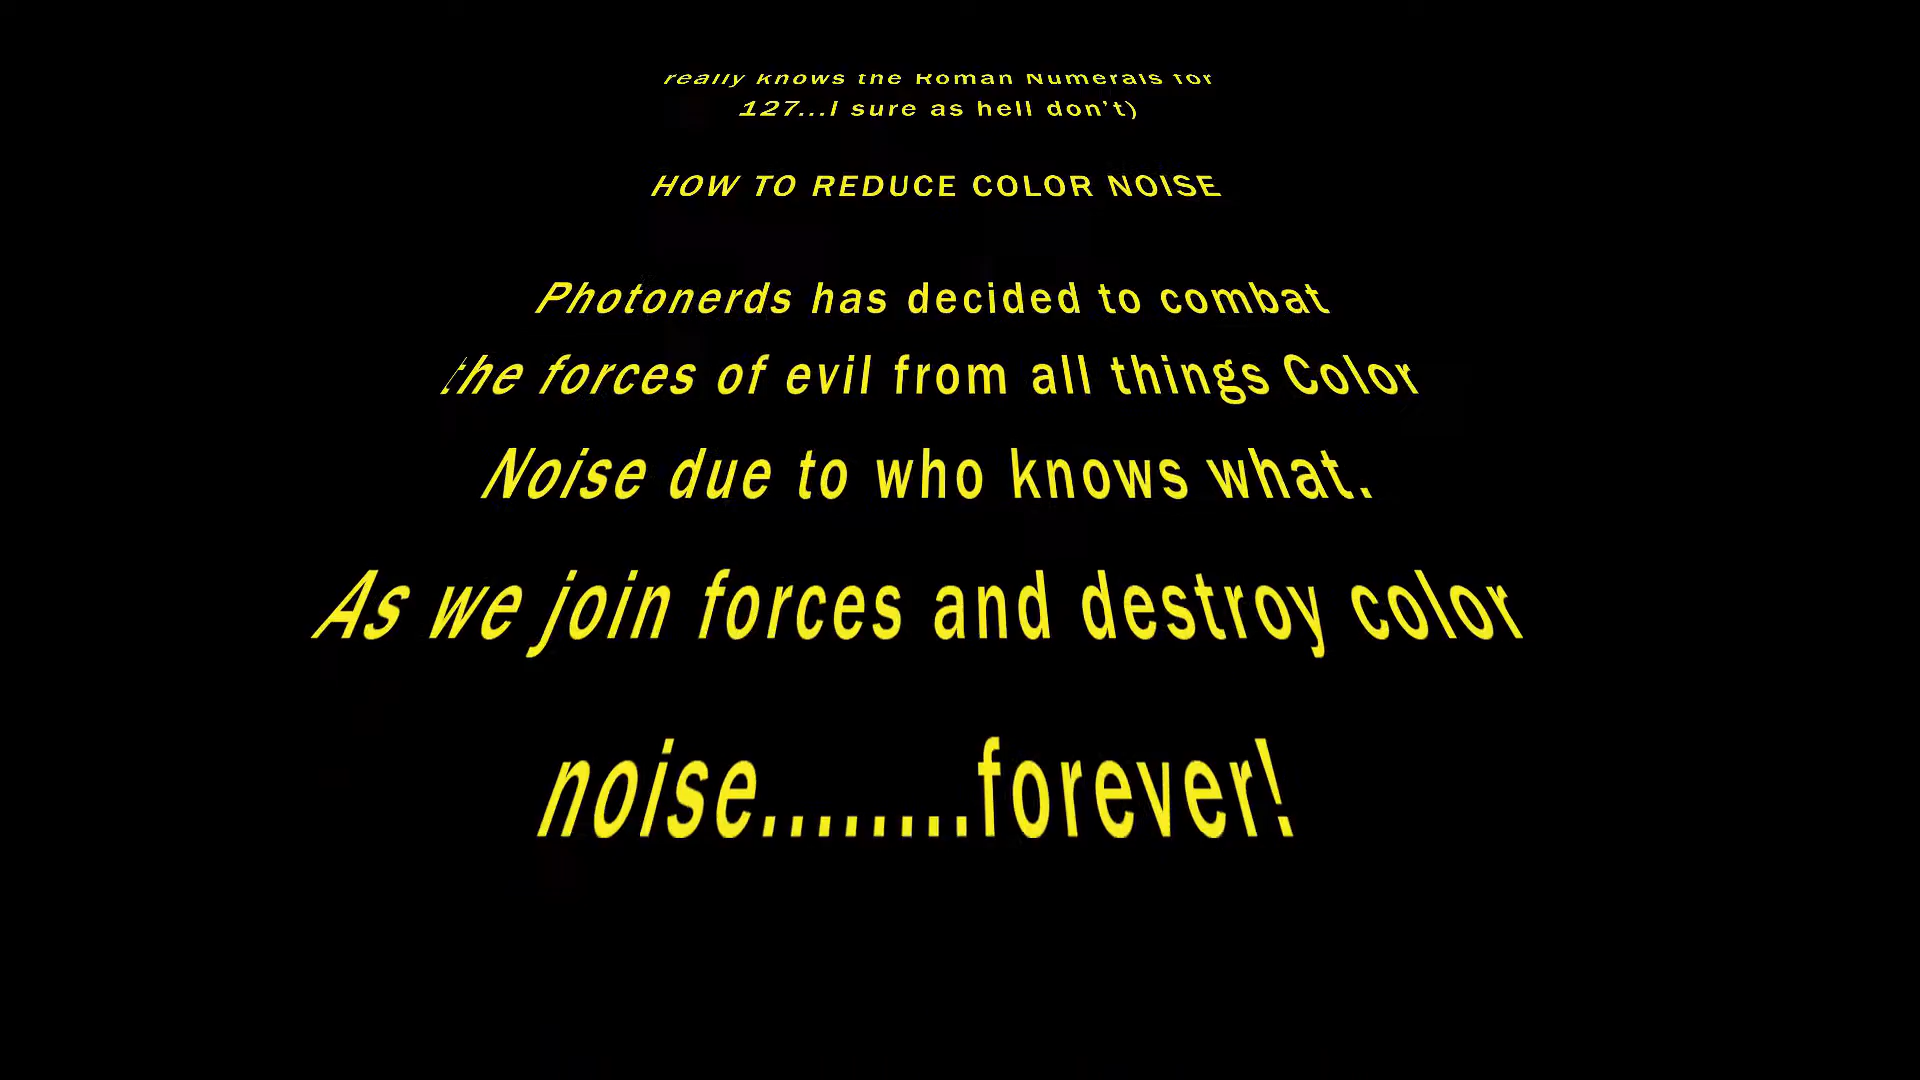 really knows the Roman Numerals for
127...I sure as hell don't)
HOW TO REDUCE COLOR NOISE
Photonerds has decided to combat
the forces of evil from all things Color
Noise due to who knows what.
As we join forces and destroy color
noise........forever!